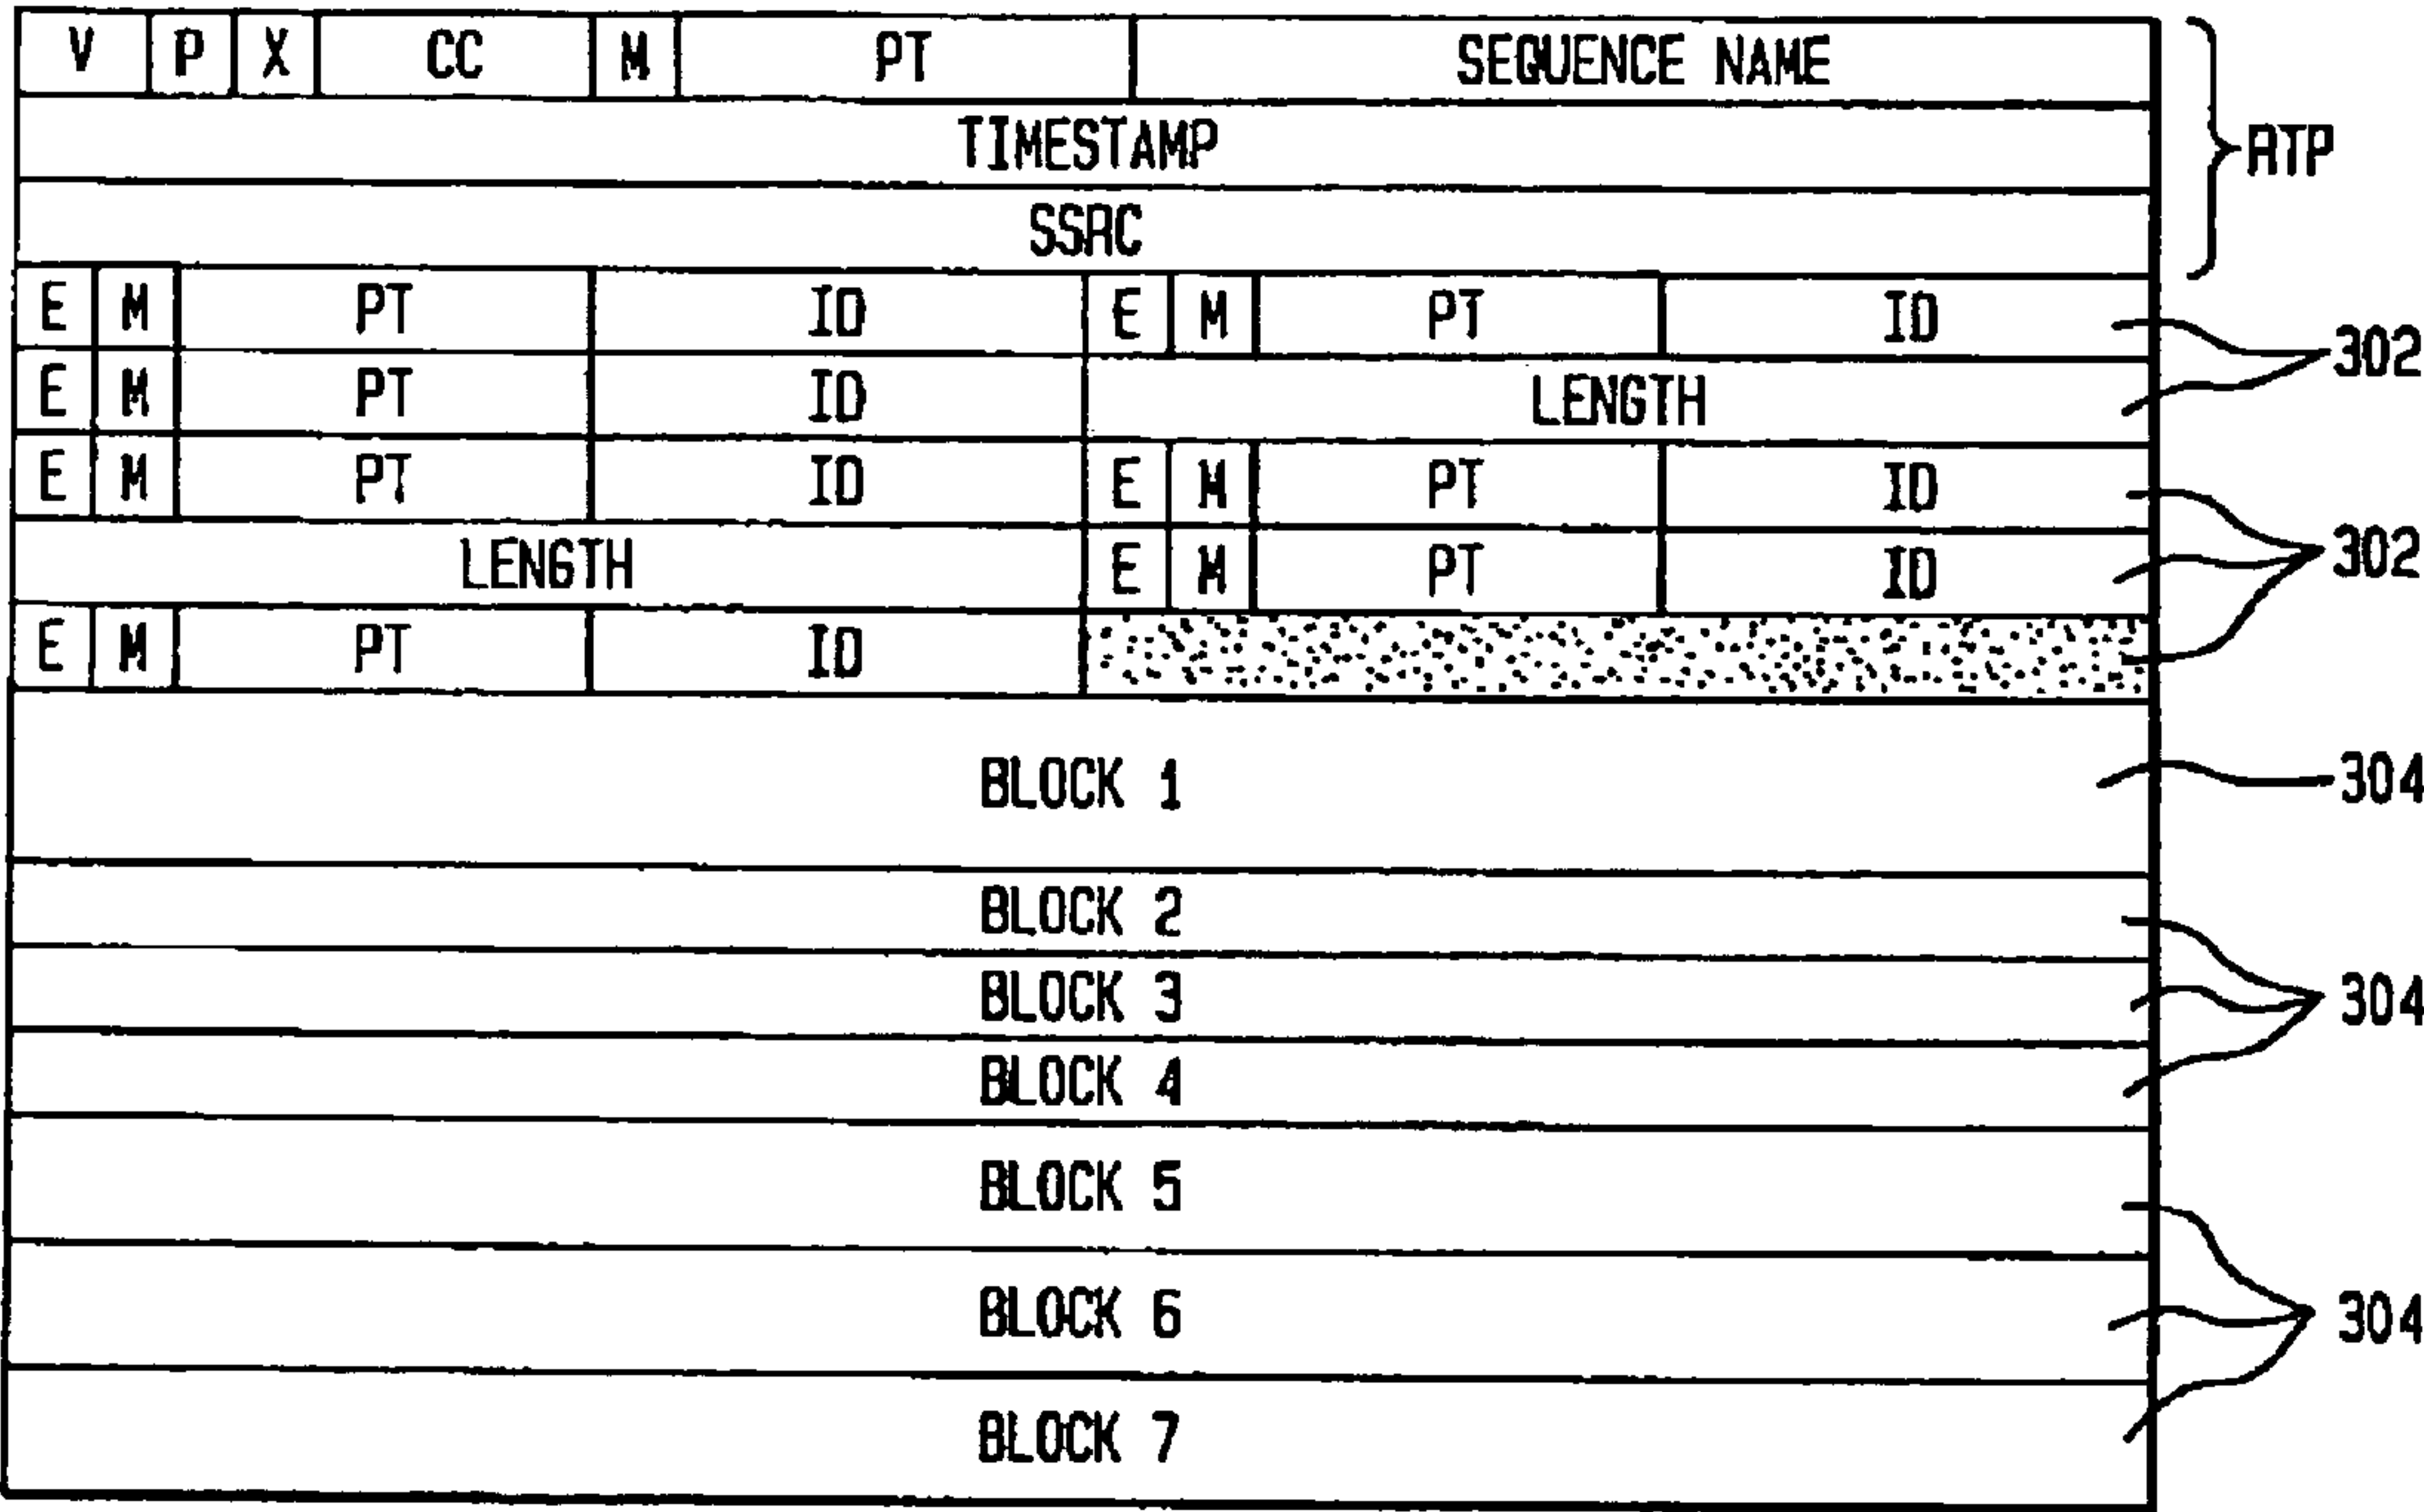 V P X CC M PT SEQUENCE NAME
TIMESTAMP
RTP
SSRC
E M PT ID E M PT ID
302
E M PT ID LENGTH
E M PT ID E M PT ID
302
LENGTH E M PT ID
E M PT ID
BLOCK 1
304
BLOCK 2
BLOCK 3
304
BLOCK 4
BLOCK 5
BLOCK 6
304
BLOCK 7